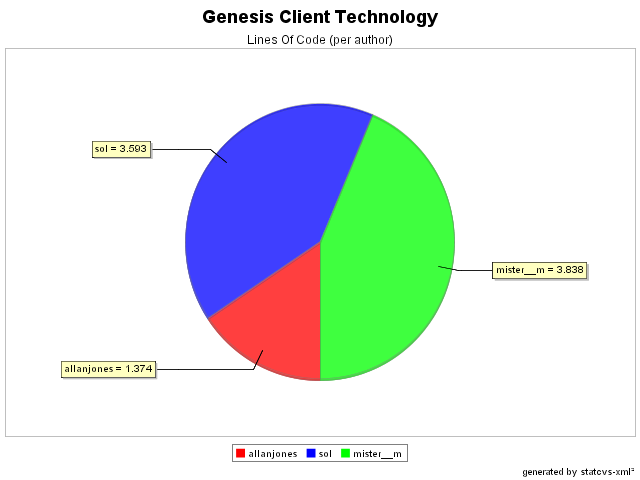 Genesis Client Technology
Lines Of Code (per author)
sol = 3.593
mister__m = 3.838
allanjones = 1.374
allanjones sol mister__m
generated by statcvs-xml²